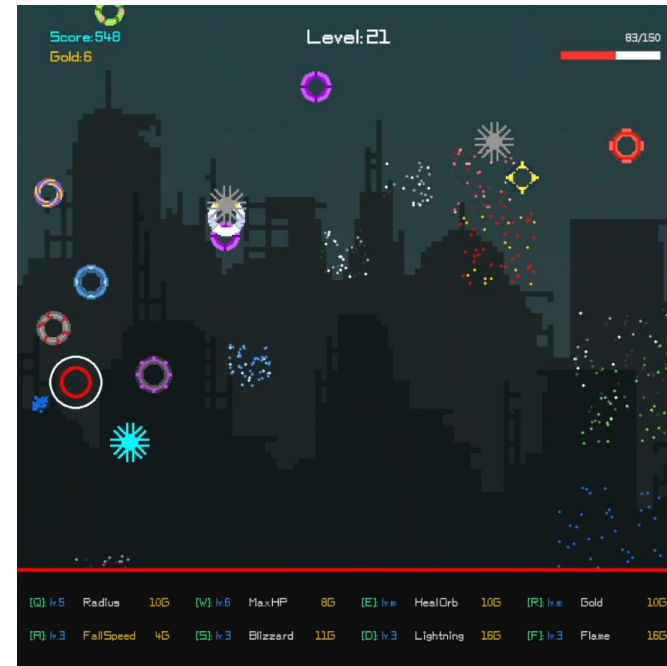 Score:548
Level:21
83/150
Gold:6
[Q]: lv.5 Radius 10G [W]: lv.6 MaxHP 8G [E]: lv.m HealOrb 10G [R]: lv.m Gold 10G
[A]: lv.3 FallSpeed 4G [S]: lv.3 Blizzard 11G [D]: lv.3 Lightning 16G [F]: lv.3 Flame 16G